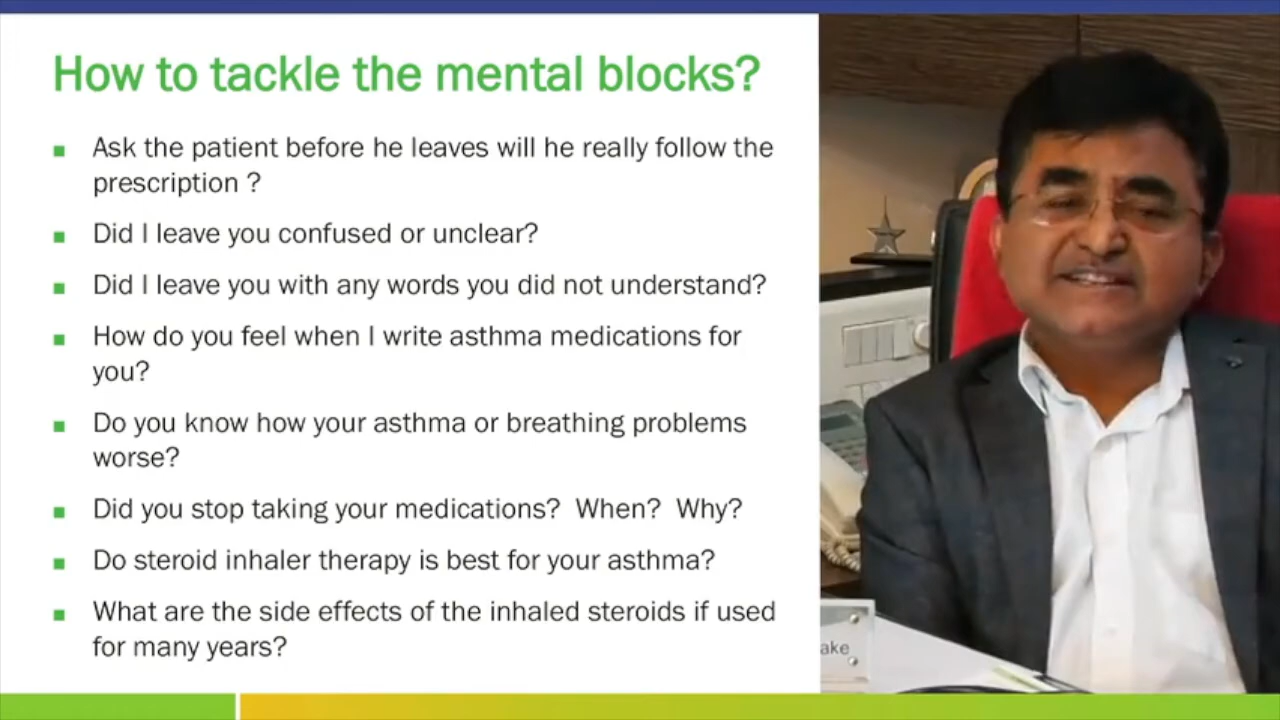 How to tackle the mental blocks?
Ask the patient before he leaves will he really follow the
prescription ?
Did I leave you confused or unclear?
Did I leave you with any words you did not understand?
How do you feel when I write asthma medications for
you?
Do you know how your asthma or breathing problems
worse?
Did you stop taking your medications?  When?  Why?
Do steroid inhaler therapy is best for your asthma?
What are the side effects of the inhaled steroids if used
for many years?
ake